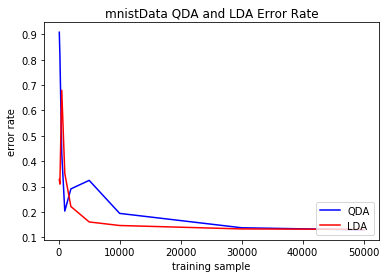 mnistData QDA and LDA Error Rate
0.9
0.8
0.7
0.6
0.5
0.4
0.3
0.2
0.1
error rate
0 10000 20000 30000 40000 50000
training sample
QDA
LDA